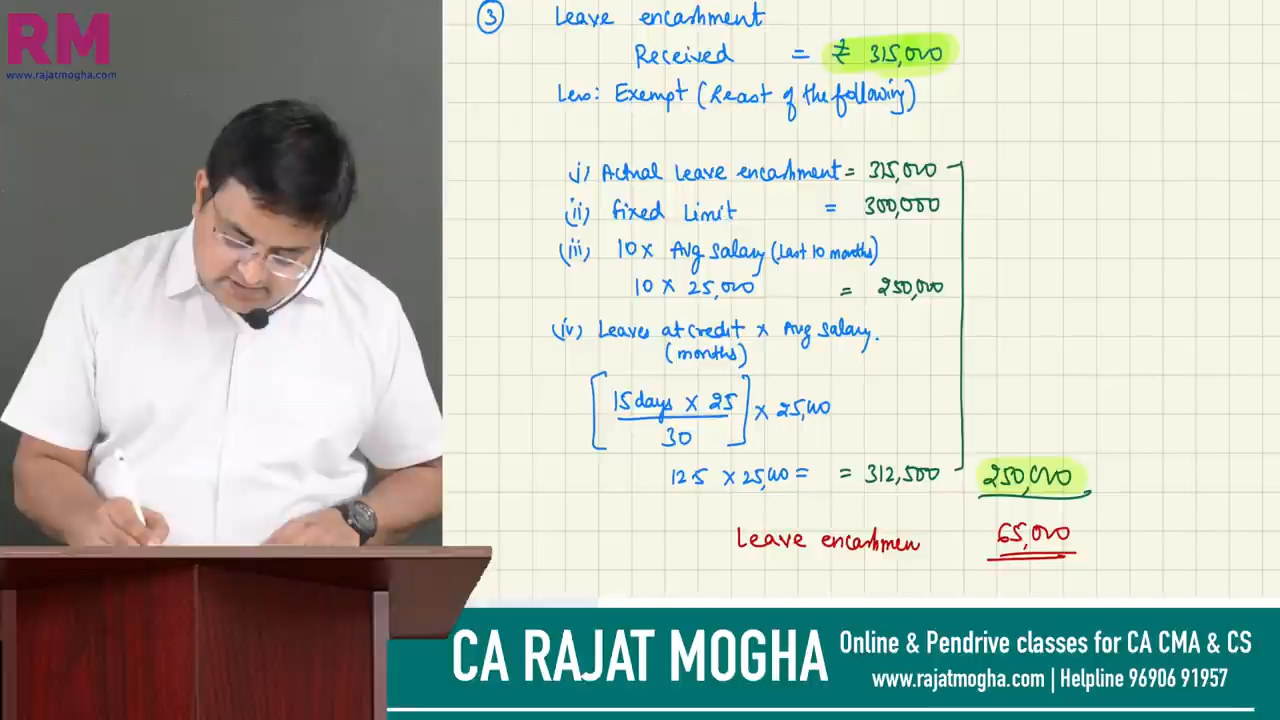 RM
www.rajatmogha.com
3 Leave encashment
Received = ₹ 315,000
Less: Exempt (Least of the following)
(i) Actual Leave encashment = 315,000
(ii) Fixed Limit = 300,000
(iii) 10 x Avg salary (Last 10 months)
10 x 25,000 = 250,000
(iv) Leaves at credit x Avg salary.
(months)
[15 days x 25
30] x 25,000
12.5 x 25,000 = = 312,500 250,000
Leave encashmen 65,000
CA RAJAT MOGHA
Online & Pendrive classes for CA CMA & CS
www.rajatmogha.com | Helpline 96906 91957